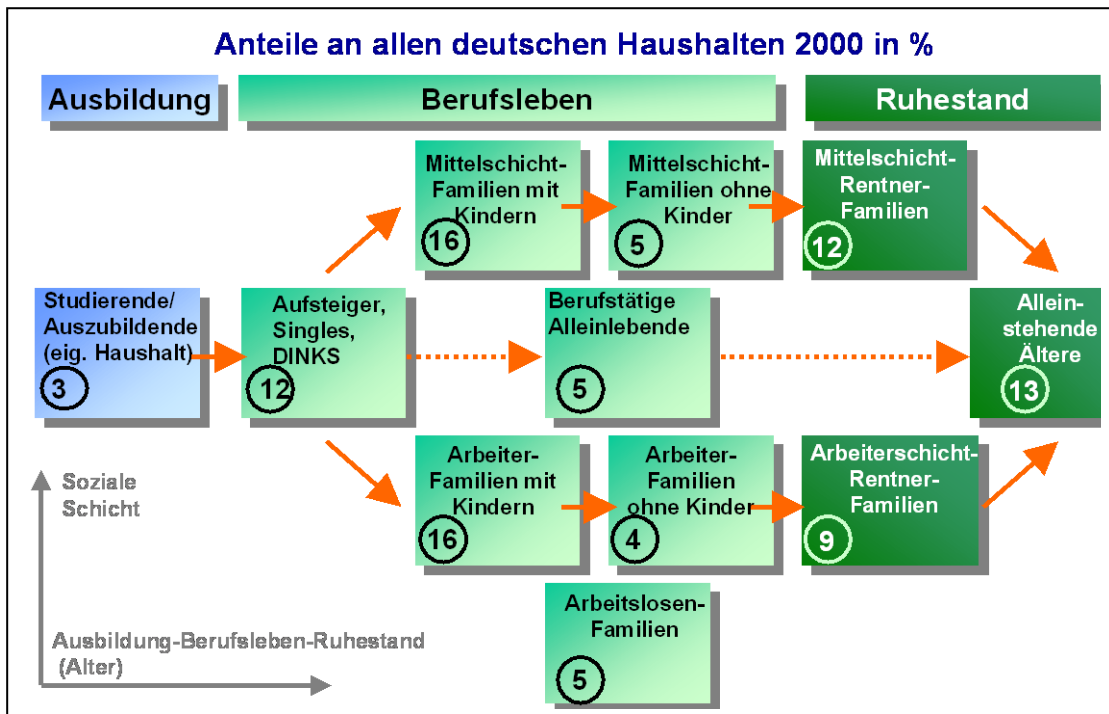 Anteile an allen deutschen Haushalten 2000 in %
Ausbildung
Berufsleben
Ruhestand
Mittelschicht-
Familien mit
Kindern
16
Mittelschicht-
Familien ohne
Kinder
5
Mittelschicht-
Rentner-
Familien
12
Studierende/
Auszubildende
(eig. Haushalt)
3
Aufsteiger,
Singles,
DINKS
12
Berufstätige
Alleinlebende
5
Allein-
stehende
Ältere
13
Arbeiter-
Familien mit
Kindern
16
Arbeiter-
Familien
ohne Kinder
4
Arbeiterschicht-
Rentner-
Familien
9
Arbeitslosen-
Familien
5
Soziale
Schicht
Ausbildung-Berufsleben-Ruhestand
(Alter)